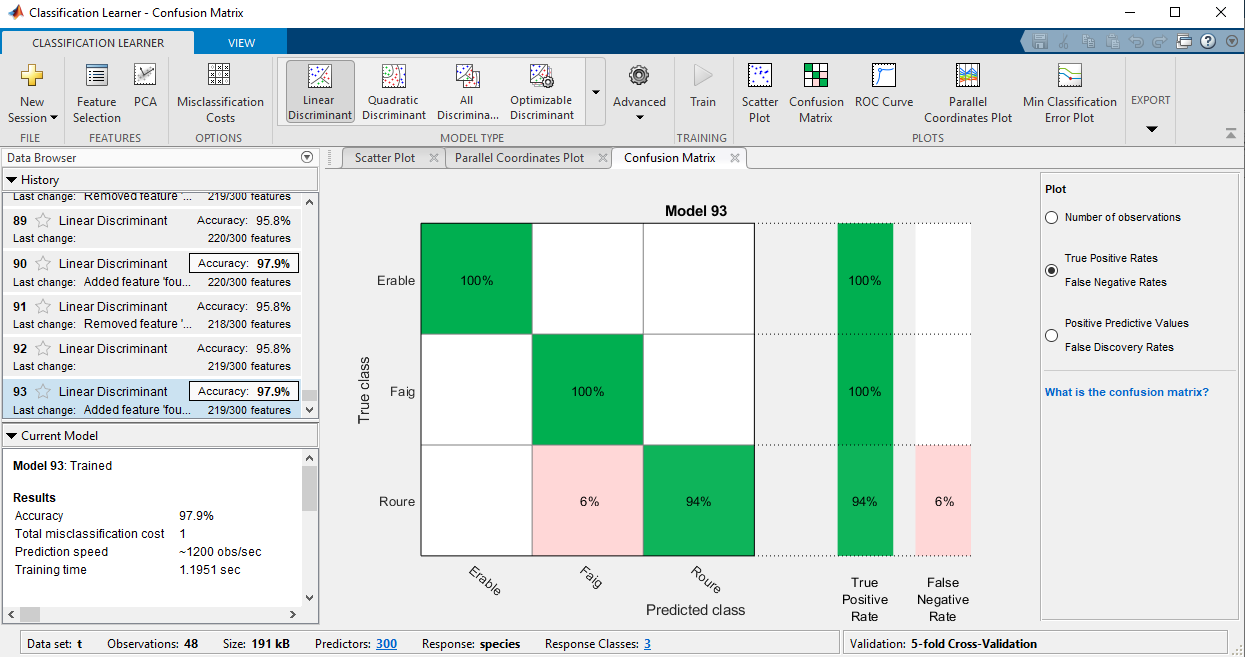 Classification Learner - Confusion Matrix
CLASSIFICATION LEARNER
VIEW
New Session
Feature Selection
PCA
Misclassification Costs
Linear Discriminant
Quadratic Discriminant
All Discrimina...
Optimizable Discriminant
Advanced
Train
Scatter Plot
Confusion Matrix
ROC Curve
Parallel Coordinates Plot
Min Classification Error Plot
EXPORT
FILE
FEATURES
OPTIONS
MODEL TYPE
TRAINING
PLOTS
Data Browser
History
Last change: Removed feature '... 219/300 features
89 Linear Discriminant Accuracy: 95.8%
Last change: 220/300 features
90 Linear Discriminant Accuracy: 97.9%
Last change: Added feature 'fou... 220/300 features
91 Linear Discriminant Accuracy: 95.8%
Last change: Removed feature '... 218/300 features
92 Linear Discriminant Accuracy: 95.8%
Last change: 219/300 features
93 Linear Discriminant Accuracy: 97.9%
Last change: Added feature 'fou... 219/300 features
Current Model
Model 93: Trained
Results
Accuracy 97.9%
Total misclassification cost 1
Prediction speed ~1200 obs/sec
Training time 1.1951 sec
Scatter Plot
Parallel Coordinates Plot
Confusion Matrix
Model 93
True class
Erable 100% 100%
Faig 100% 100%
Roure 6% 94% 94% 6%
Erable
Faig
Roure
Predicted class
True
Positive
Rate
False
Negative
Rate
Plot
Number of observations
True Positive Rates
False Negative Rates
Positive Predictive Values
False Discovery Rates
What is the confusion matrix?
Data set: t Observations: 48 Size: 191 kB Predictors: 300 Response: species Response Classes: 3
Validation: 5-fold Cross-Validation